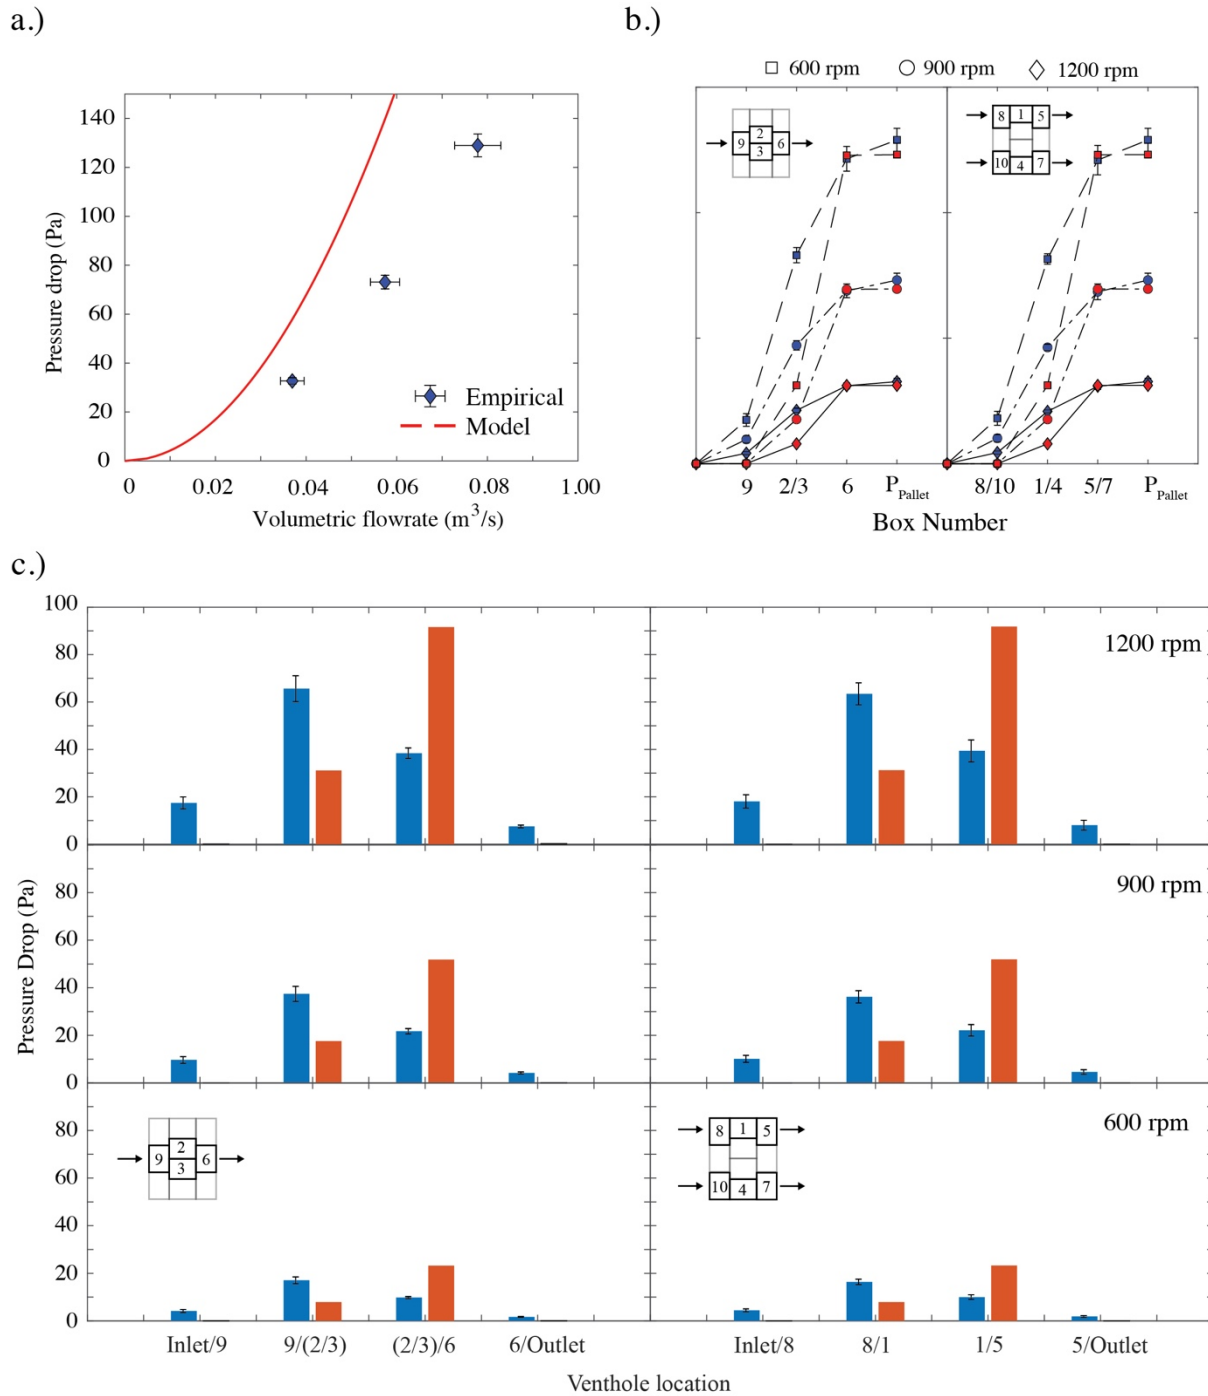 a.)
140
120
100
80
60
40
20
0
Pressure drop (Pa)
Empirical
Model
0 0.02 0.04 0.06 0.08 1.00
Volumetric flowrate (m³/s)
b.)
600 rpm 900 rpm 1200 rpm
2
9 6
3
8 1 5
10 4 7
9 2/3 6 P Pallet 8/10 1/4 5/7 P Pallet
Box Number
c.)
100
80
60
40
20
0
1200 rpm
80
60
40
20
0
900 rpm
80
60
40
20
0
600 rpm
Pressure Drop (Pa)
2
9 6
3
8 1 5
10 4 7
Inlet/9 9/(2/3) (2/3)/6 6/Outlet Inlet/8 8/1 1/5 5/Outlet
Venthole location